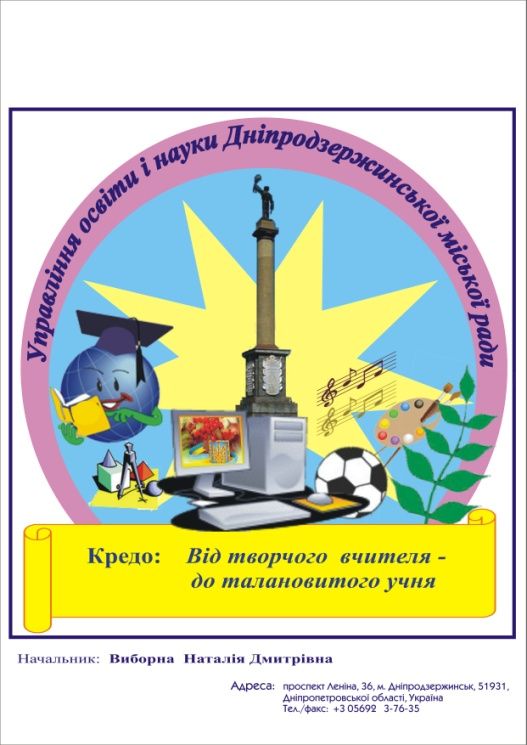 Управління освіти і науки Дніпродзержинської міської ради
Кредо: Від творчого вчителя -
до талановитого учня
Начальник: Виборна Наталія Дмитрівна
Адреса: проспект Леніна, 36, м. Дніпродзержинськ, 51931,
Дніпропетровської області, Україна
Тел./факс: +3 05692 3-76-35